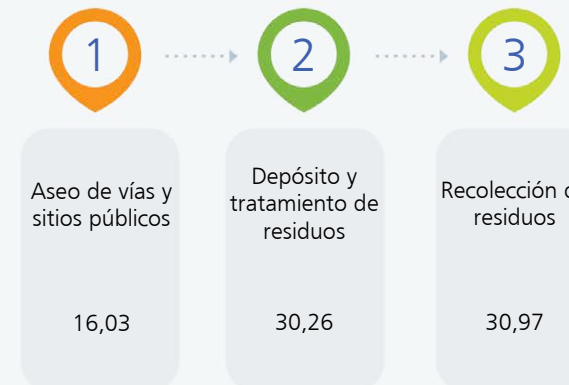 1
2
3
Aseo de vías y
sitios públicos
16,03
Depósito y
tratamiento de
residuos
30,26
Recolección
residuos
30,97